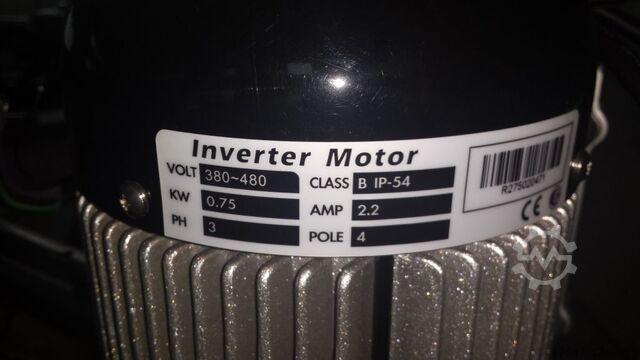 Inverter Motor
VOLT 380~480 CLASS B IP-54
KW 0.75 AMP 2.2
PH 3 POLE 4
R275020471
CE